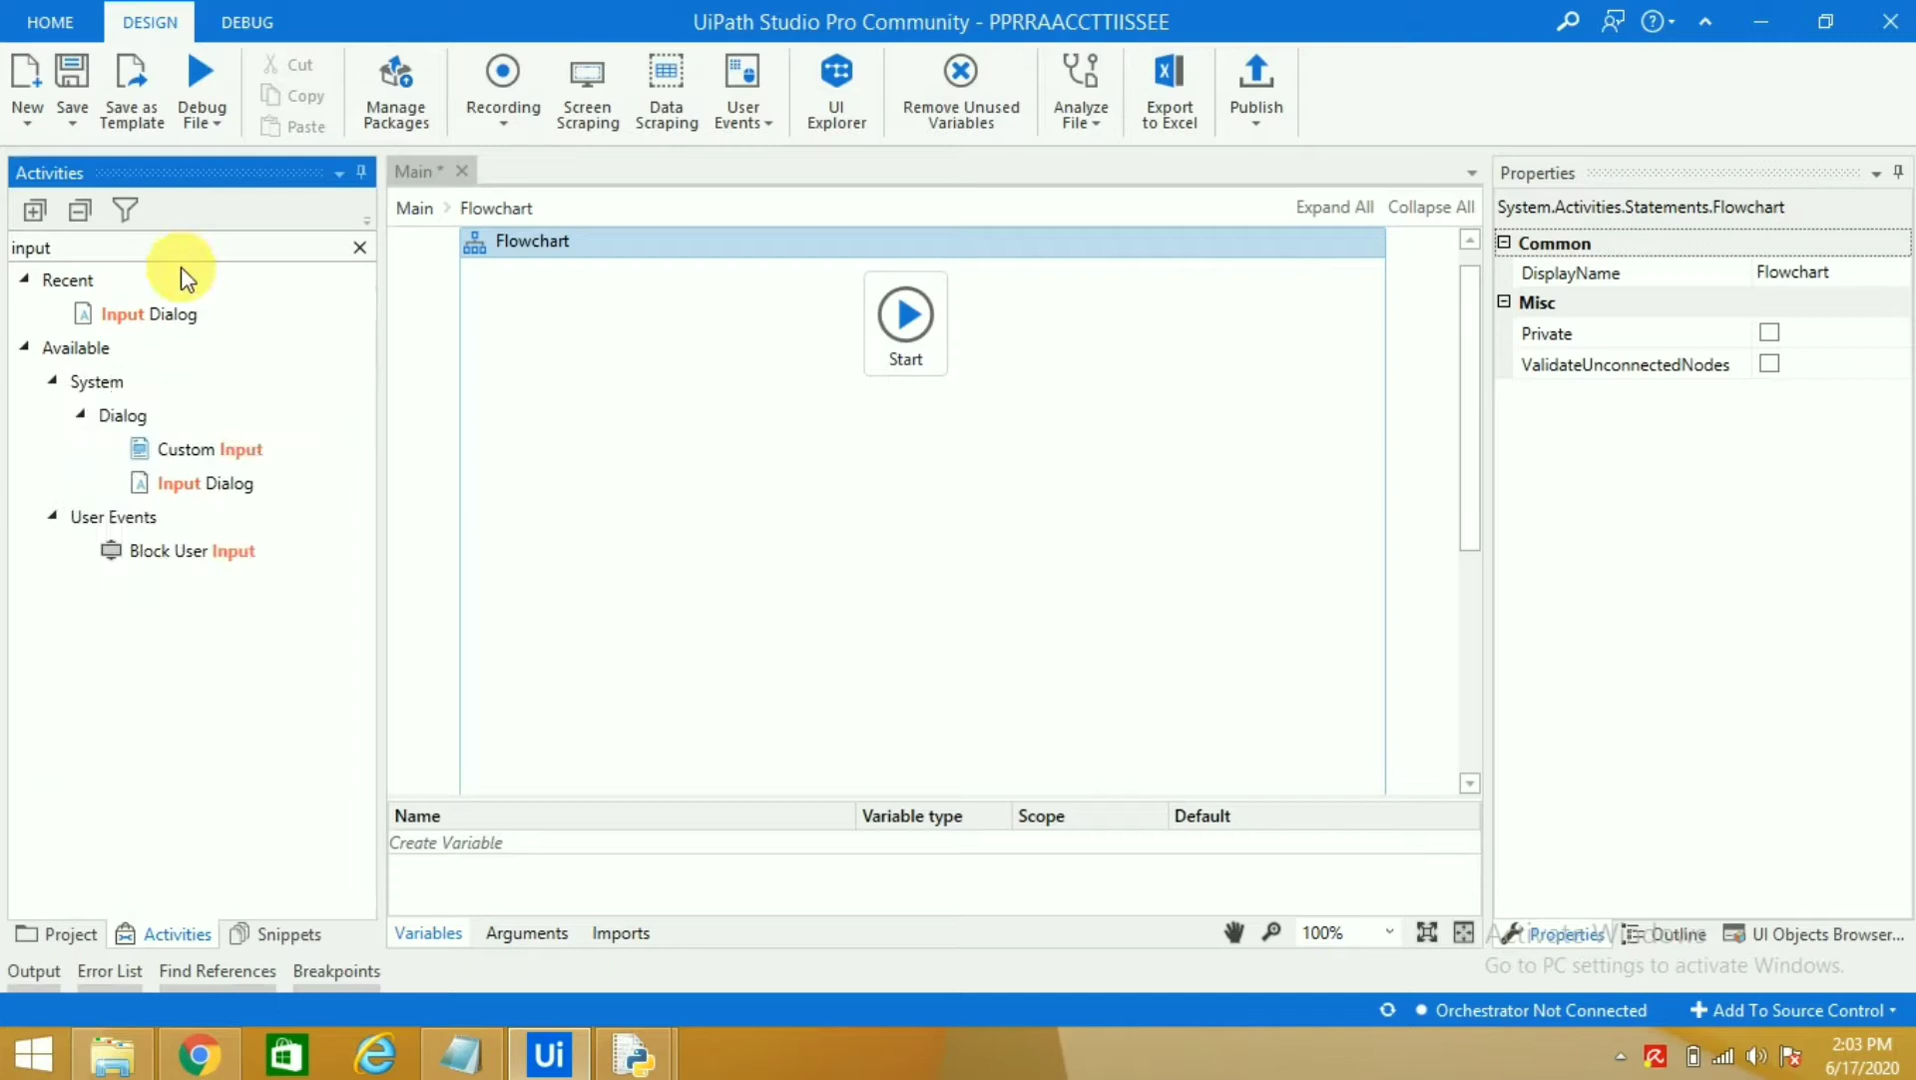 HOME DESIGN DEBUG UiPath Studio Pro Community - PPRRAACCTTIISSEE
New Save Save as Template Debug File Cut Copy Paste Manage Packages Recording Screen Scraping Data Scraping User Events UI Explorer Remove Unused Variables Analyze File Export to Excel Publish
Activities
input
Recent
Input Dialog
Available
System
Dialog
Custom Input
Input Dialog
User Events
Block User Input
Project Activities Snippets
Main *
Main > Flowchart Expand All Collapse All
Flowchart
Start
Name Variable type Scope Default
Create Variable
Variables Arguments Imports 100%
Properties
System.Activities.Statements.Flowchart
Common
DisplayName Flowchart
Misc
Private
ValidateUnconnectedNodes
Activate Windows
Properties Outline UI Objects Browser...
Go to PC settings to activate Windows.
Output Error List Find References Breakpoints
Orchestrator Not Connected Add To Source Control
Ui
2:03 PM
6/17/2020